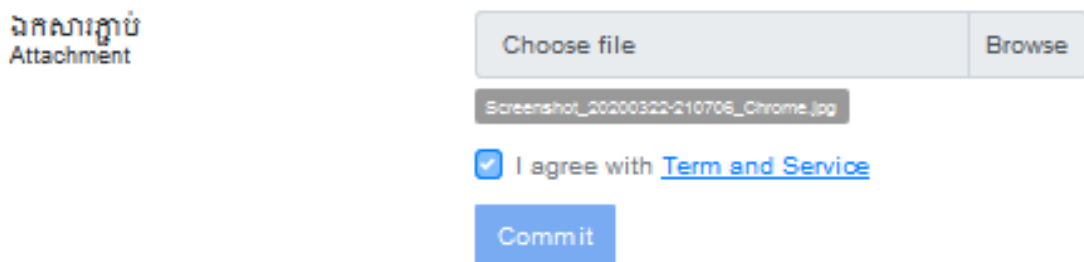 ឯកសារភ្ជាប់
Attachment
Choose file Browse
Screenshot_20200322-210706_Chrome.jpg
I agree with Term and Service
Commit